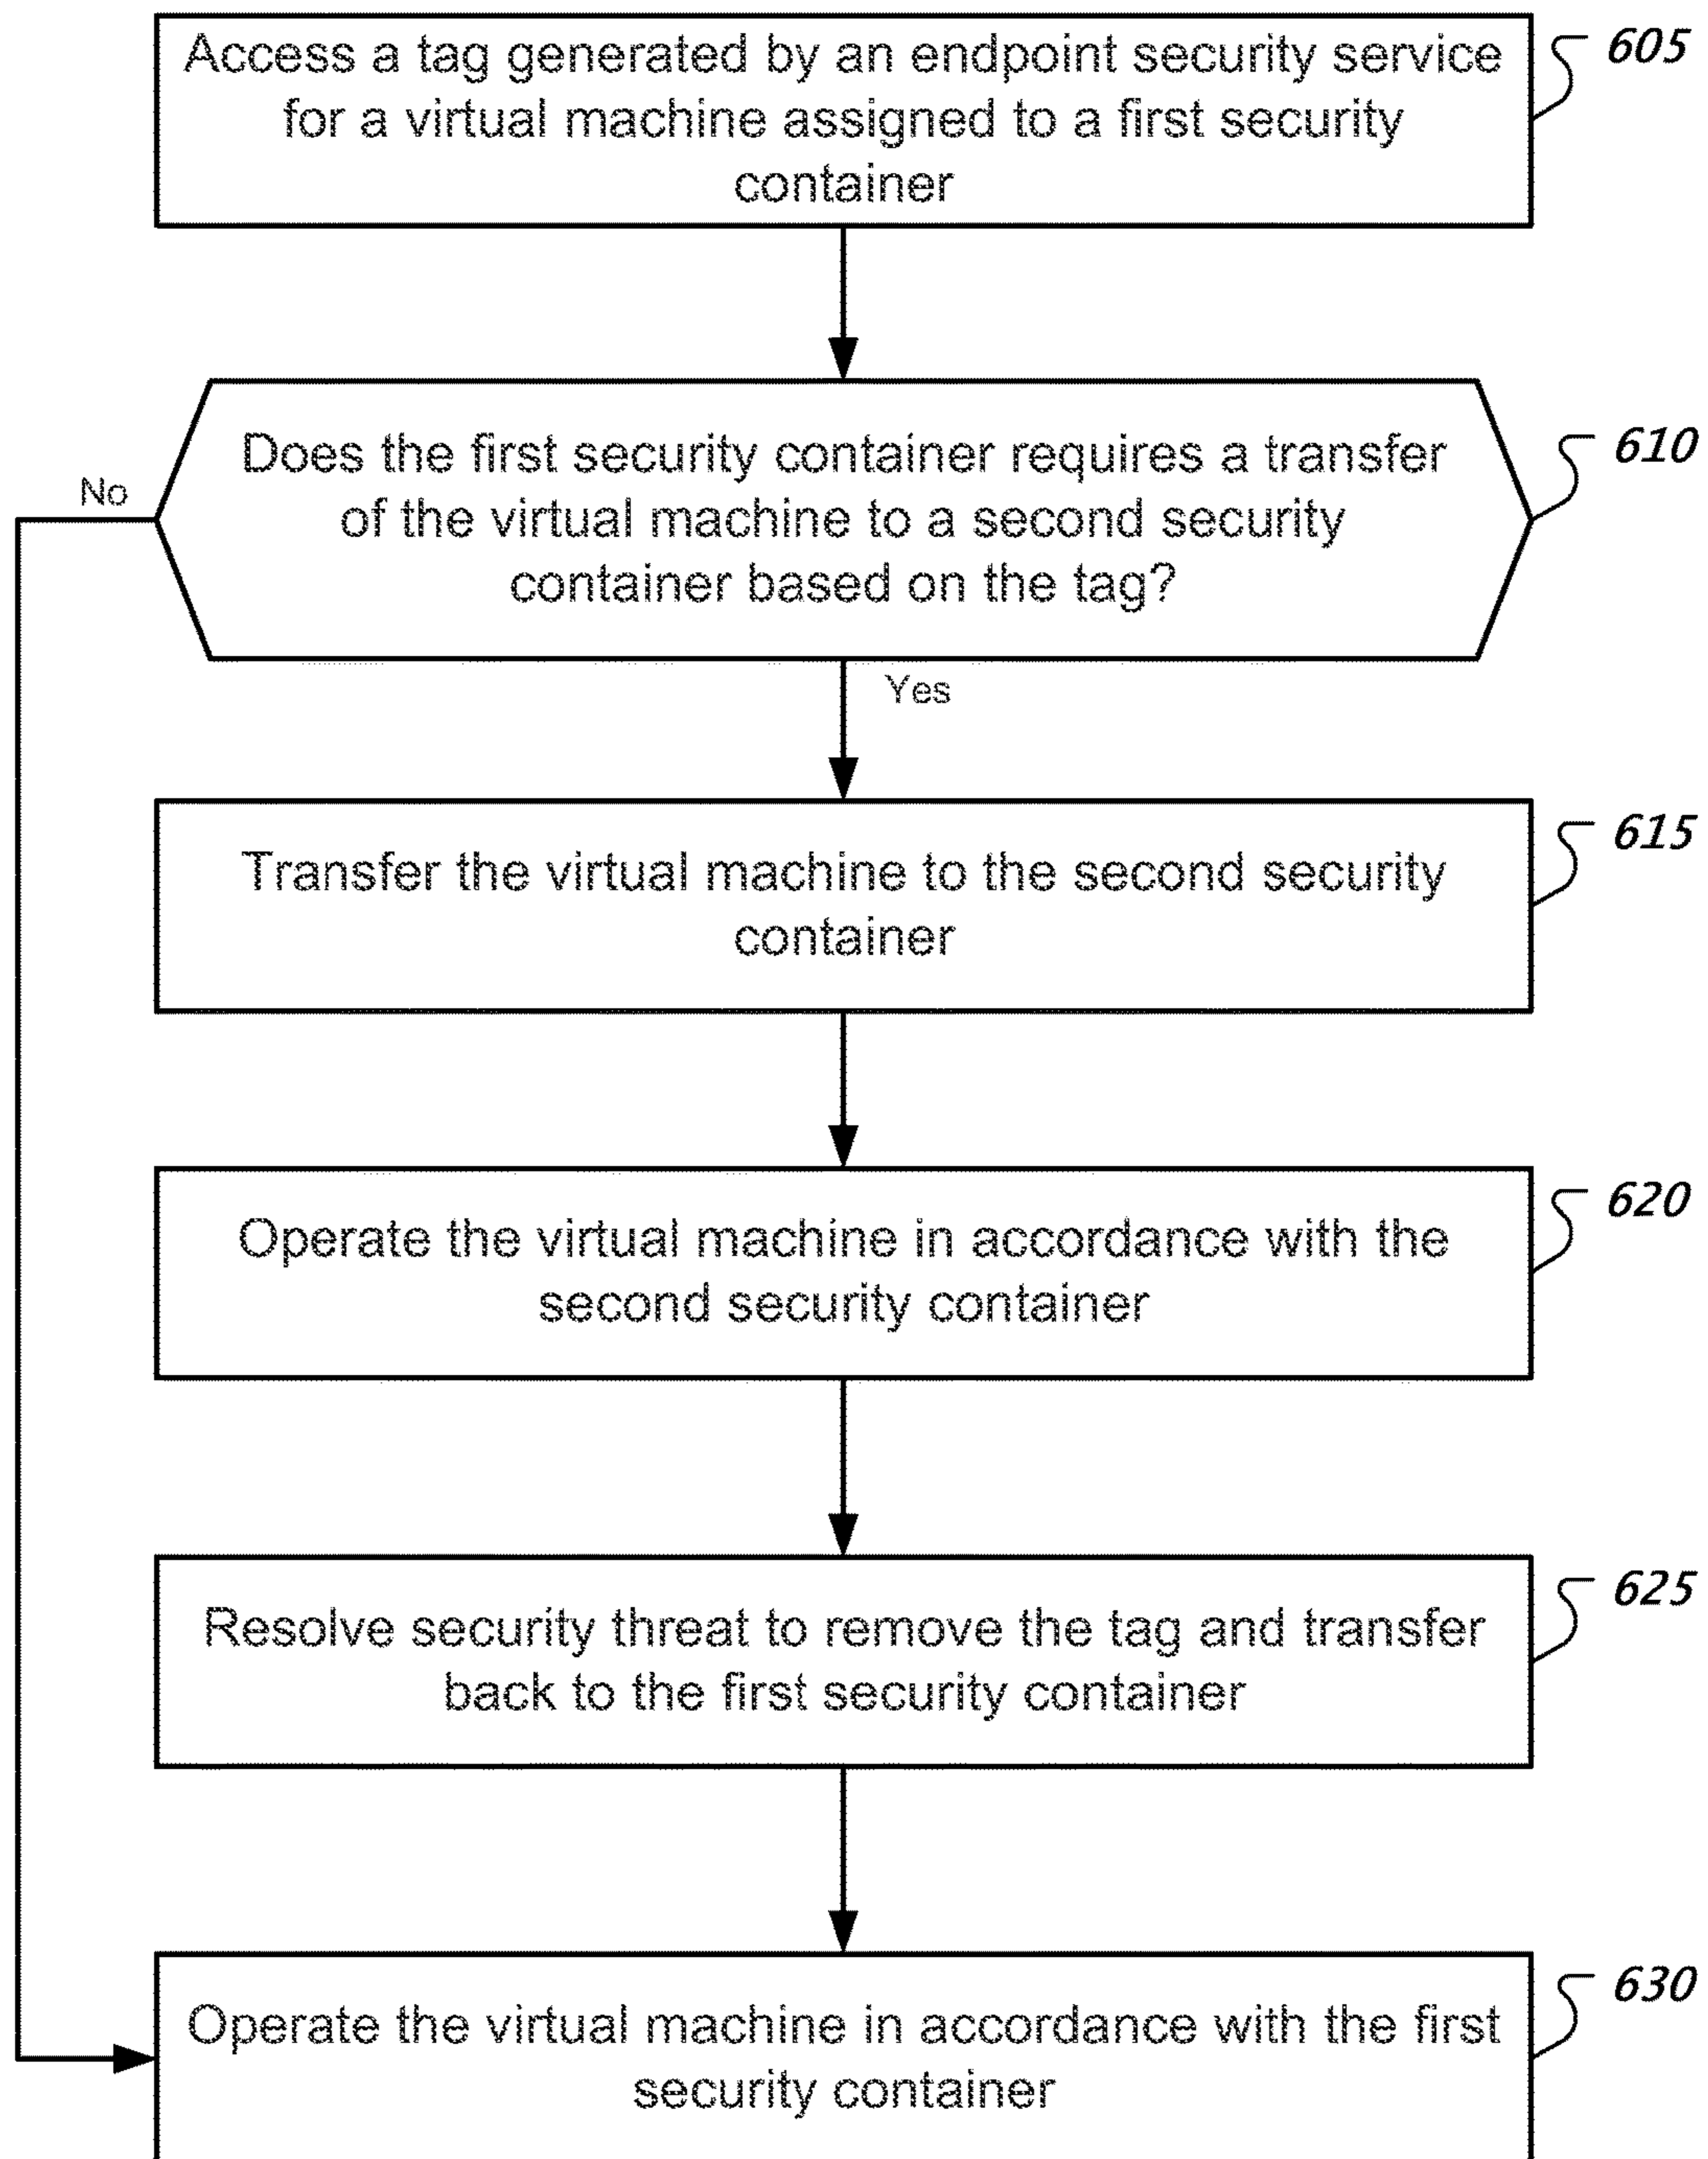 Access a tag generated by an endpoint security service
for a virtual machine assigned to a first security
container
605
Does the first security container requires a transfer
of the virtual machine to a second security
container based on the tag?
610
No
Yes
Transfer the virtual machine to the second security
container
615
Operate the virtual machine in accordance with the
second security container
620
Resolve security threat to remove the tag and transfer
back to the first security container
625
Operate the virtual machine in accordance with the first
security container
630